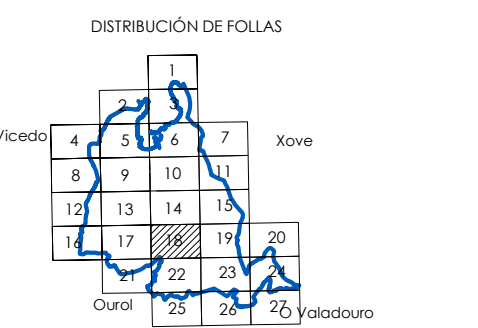 DISTRIBUCIÓN DE FOLLAS
1
2 3
Vicedo 4 5 6 7 Xove
8 9 10 11
12 13 14 15
16 17 18 19 20
21 22 23 24
Ourol 25 26 27 O Valadouro